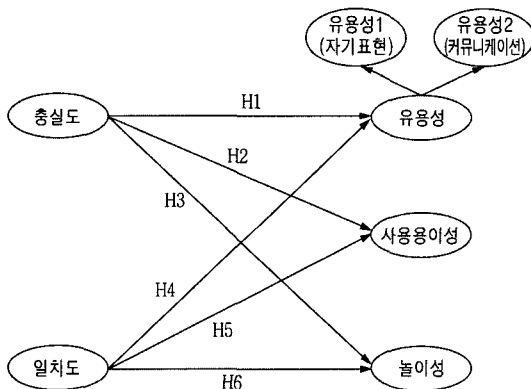 유용성1
(자기표현)
유용성2
(커뮤니케이션)
충실도
H1
유용성
H2
H3
사용용이성
H4
H5
일치도
H6
놀이성